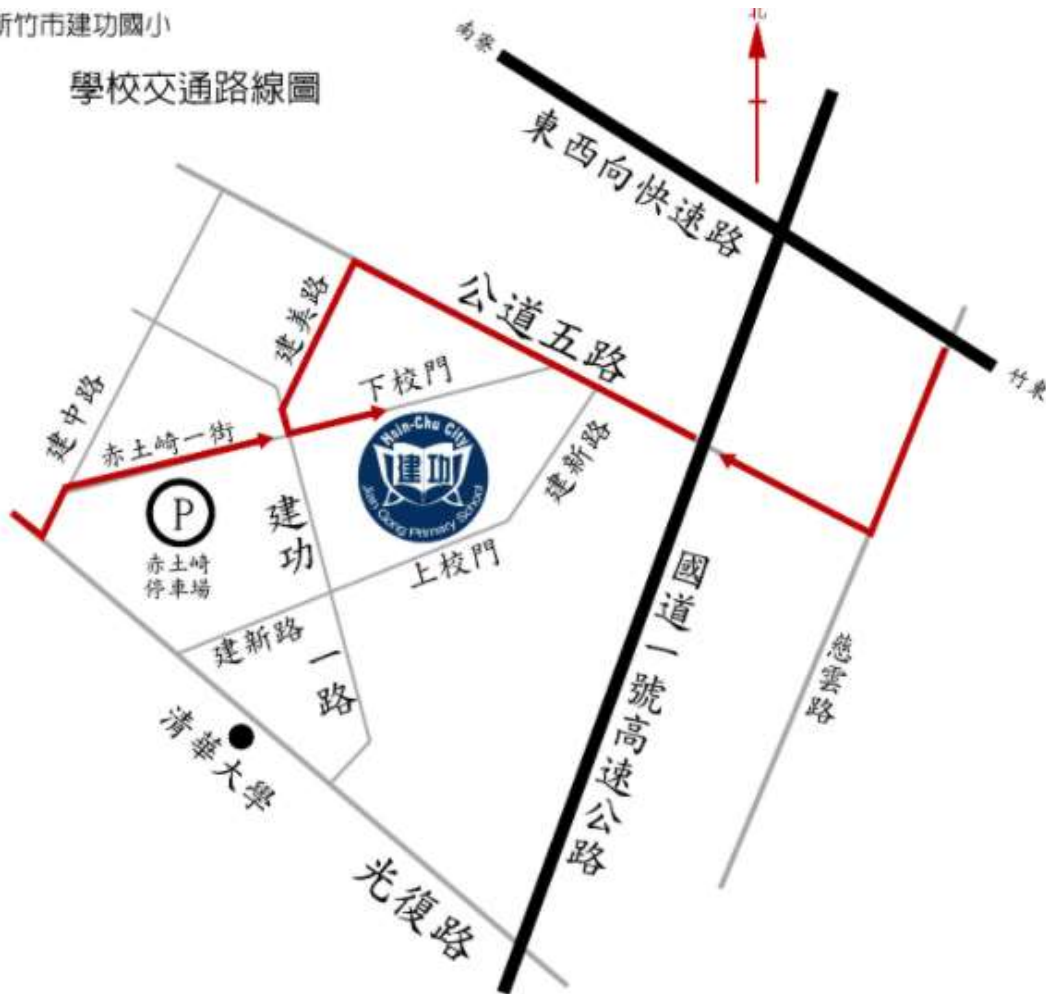 新竹市建功國小
學校交通路線圖
北
南寮
東西向快速路
竹東
公道五路
建美路
下校門
建中路
赤土崎一街
Hsin-Chu City
建功
Jian Gong Primary School
建新路
P
赤土崎
停車場
建功一路
上校門
建新路
國道一號高速公路
慈雲路
清華大學
光復路